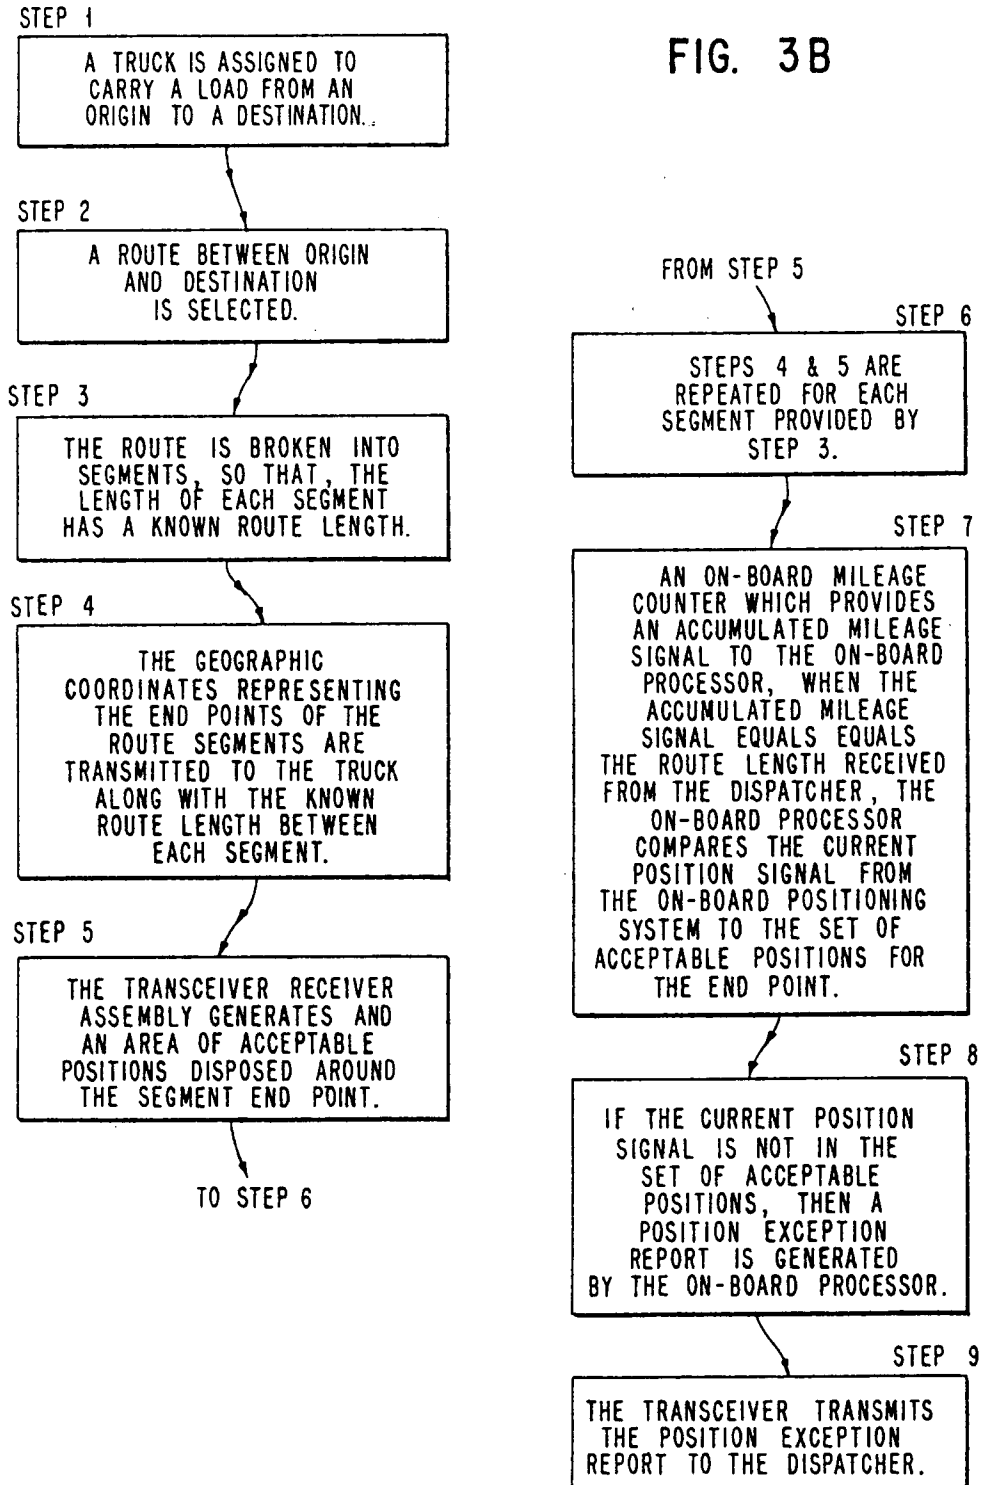 FIG. 3B
STEP 1
A TRUCK IS ASSIGNED TO
CARRY A LOAD FROM AN
ORIGIN TO A DESTINATION.
STEP 2
A ROUTE BETWEEN ORIGIN
AND DESTINATION
IS SELECTED.
STEP 3
THE ROUTE IS BROKEN INTO
SEGMENTS, SO THAT, THE
LENGTH OF EACH SEGMENT
HAS A KNOWN ROUTE LENGTH.
STEP 4
THE GEOGRAPHIC
COORDINATES REPRESENTING
THE END POINTS OF THE
ROUTE SEGMENTS ARE
TRANSMITTED TO THE TRUCK
ALONG WITH THE KNOWN
ROUTE LENGTH BETWEEN
EACH SEGMENT.
STEP 5
THE TRANSCEIVER RECEIVER
ASSEMBLY GENERATES AND
AN AREA OF ACCEPTABLE
POSITIONS DISPOSED AROUND
THE SEGMENT END POINT.
TO STEP 6
FROM STEP 5
STEP 6
STEPS 4 & 5 ARE
REPEATED FOR EACH
SEGMENT PROVIDED BY
STEP 3.
STEP 7
AN ON-BOARD MILEAGE
COUNTER WHICH PROVIDES
AN ACCUMULATED MILEAGE
SIGNAL TO THE ON-BOARD
PROCESSOR, WHEN THE
ACCUMULATED MILEAGE
SIGNAL EQUALS EQUALS
THE ROUTE LENGTH RECEIVED
FROM THE DISPATCHER, THE
ON-BOARD PROCESSOR
COMPARES THE CURRENT
POSITION SIGNAL FROM
THE ON-BOARD POSITIONING
SYSTEM TO THE SET OF
ACCEPTABLE POSITIONS FOR
THE END POINT.
STEP 8
IF THE CURRENT POSITION
SIGNAL IS NOT IN THE
SET OF ACCEPTABLE
POSITIONS, THEN A
POSITION EXCEPTION
REPORT IS GENERATED
BY THE ON-BOARD PROCESSOR.
STEP 9
THE TRANSCEIVER TRANSMITS
THE POSITION EXCEPTION
REPORT TO THE DISPATCHER.